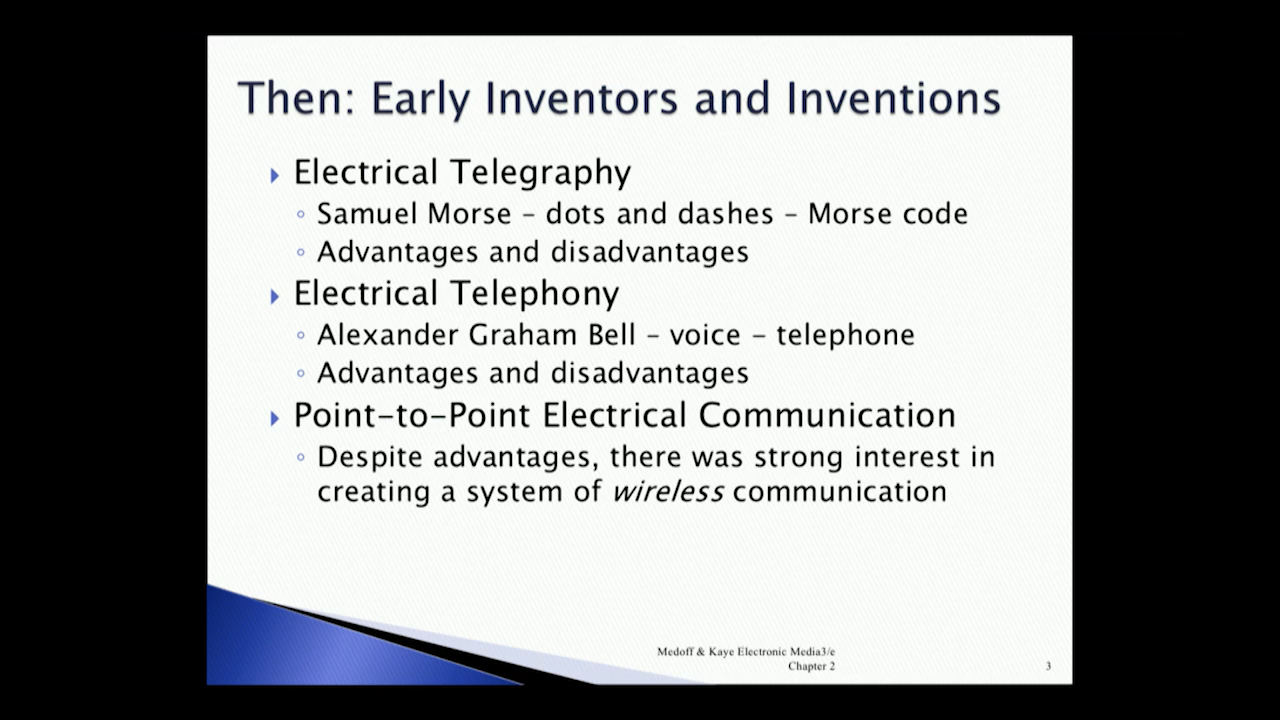 Then: Early Inventors and Inventions
Electrical Telegraphy
Samuel Morse – dots and dashes – Morse code
Advantages and disadvantages
Electrical Telephony
Alexander Graham Bell – voice – telephone
Advantages and disadvantages
Point-to-Point Electrical Communication
Despite advantages, there was strong interest in
creating a system of wireless communication
Medoff & Kaye Electronic Media3/e
Chapter 2
3